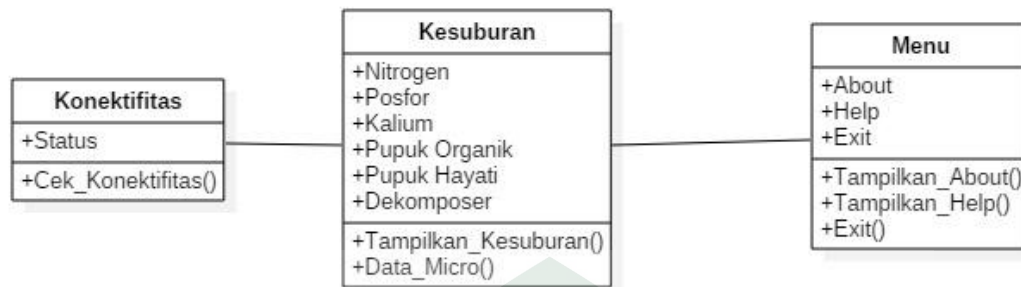 Konektifitas
+Status
+Cek_Konektifitas()
Kesuburan
+Nitrogen
+Posfor
+Kalium
+Pupuk Organik
+Pupuk Hayati
+Dekomposer
+Tampilkan_Kesuburan()
+Data_Micro()
Menu
+About
+Help
+Exit
+Tampilkan_About()
+Tampilkan_Help()
+Exit()